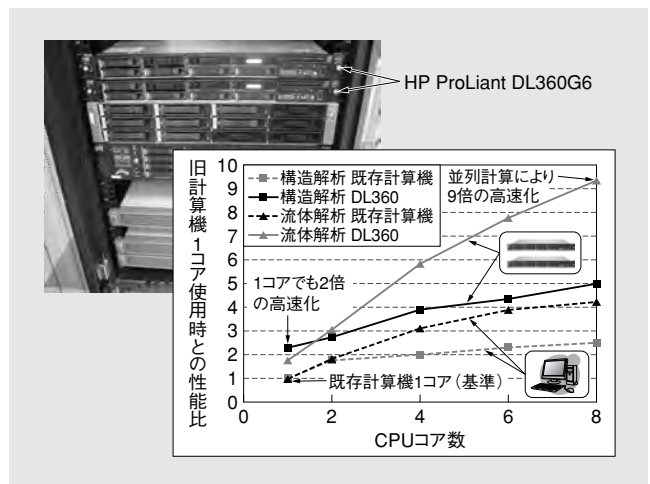 HP ProLiant DL360G6
旧計算機1コア使用時との性能比
10
9
8
7
6
5
4
3
2
1
0
構造解析 既存計算機
構造解析 DL360
流体解析 既存計算機
流体解析 DL360
並列計算により
9倍の高速化
1コアでも2倍
の高速化
既存計算機1コア(基準)
0 2 4 6 8
CPUコア数